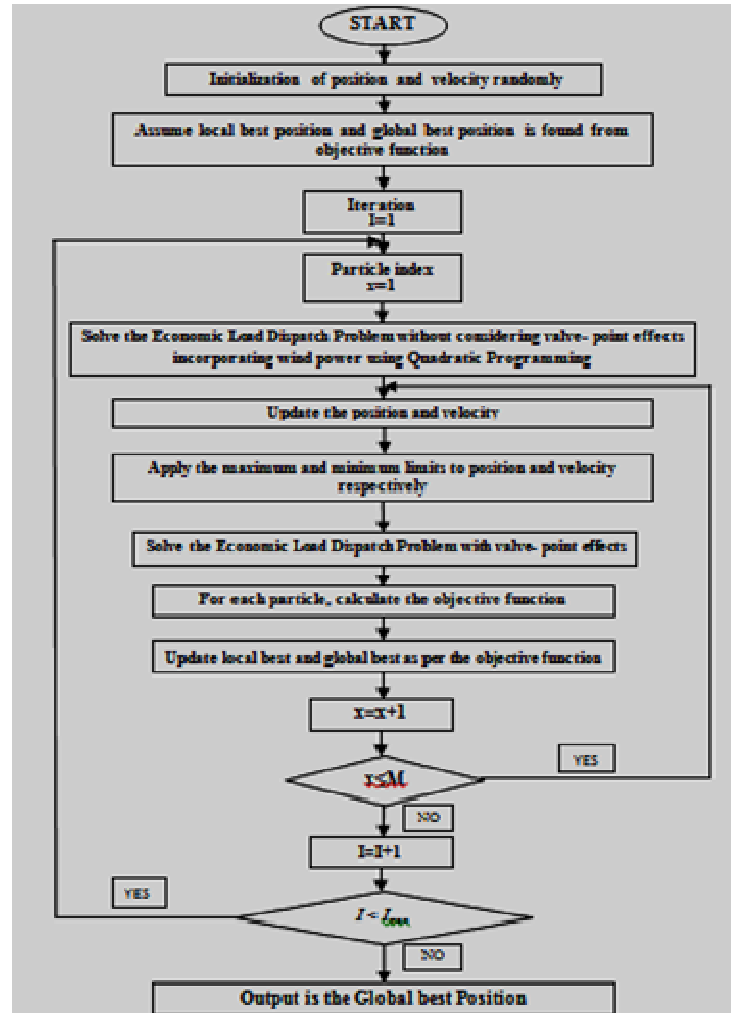 START
Initialization of position and velocity randomly
Assume local best position and global best position is found from
objective function
Iteration
I=1
Particle index
x=1
Solve the Economic Load Dispatch Problem without considering valve- point effects
incorporating wind power using Quadratic Programming
Update the position and velocity
Apply the maximum and minimum limits to position and velocity
respectively
Solve the Economic Load Dispatch Problem with valve- point effects
For each particle, calculate the objective function
Update local best and global best as per the objective function
x=x+1
YES
x≤M
NO
I=I+1
YES
I < Imax
NO
Output is the Global best Position